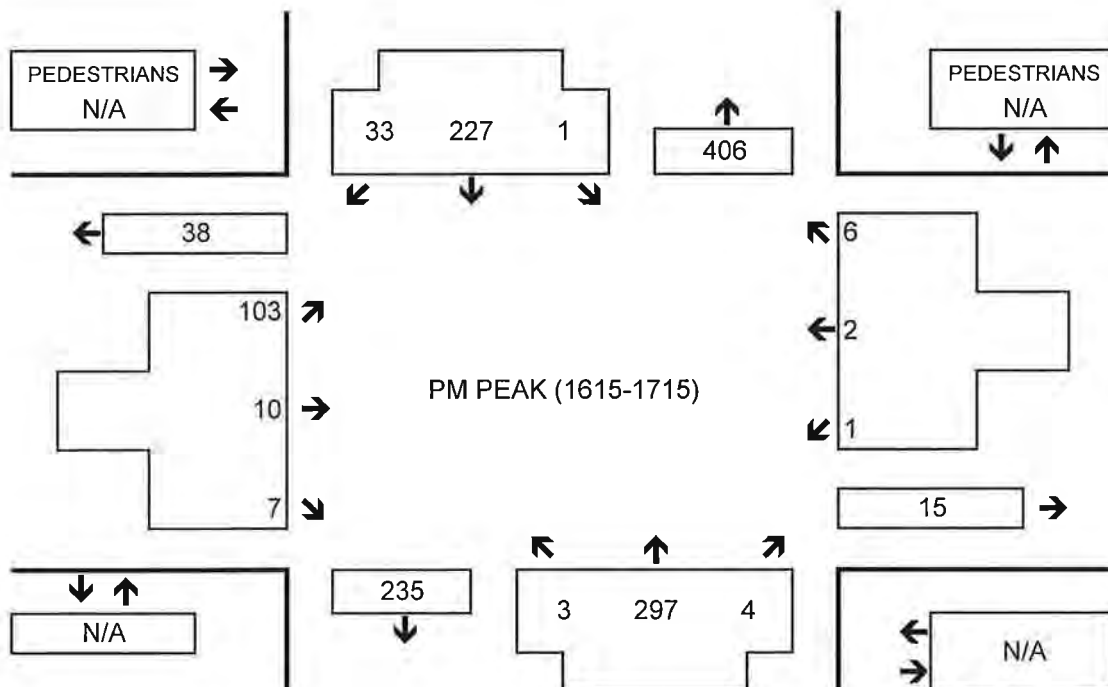 PEDESTRIANS
N/A
33 227 1
406
PEDESTRIANS
N/A
38
6
103
2
PM PEAK (1615-1715)
10
1
7
15
235
3 297 4
N/A
N/A